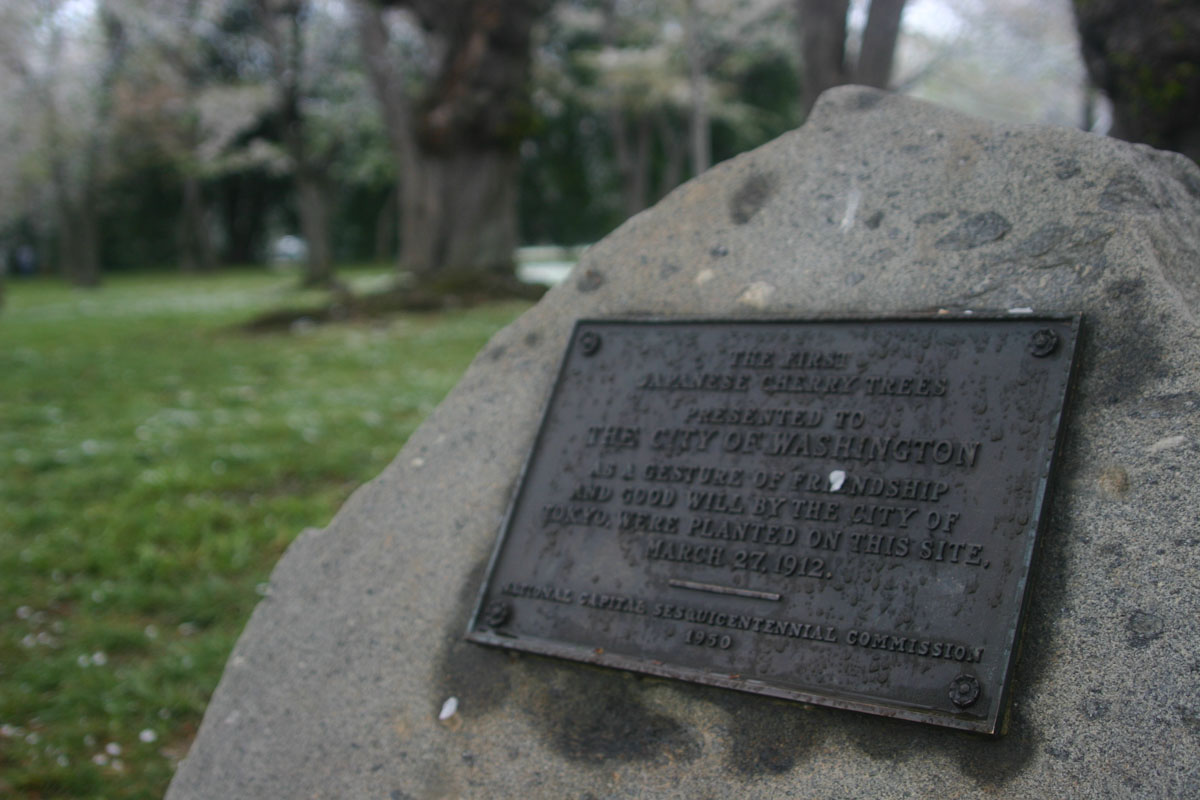 THE FIRST
JAPANESE CHERRY TREES
PRESENTED TO
THE CITY OF WASHINGTON
AS A GESTURE OF FRIENDSHIP
AND GOOD WILL BY THE CITY OF
TOKYO, WERE PLANTED ON THIS SITE,
MARCH 27, 1912.
NATIONAL CAPITAL SESQUICENTENNIAL COMMISSION
1950